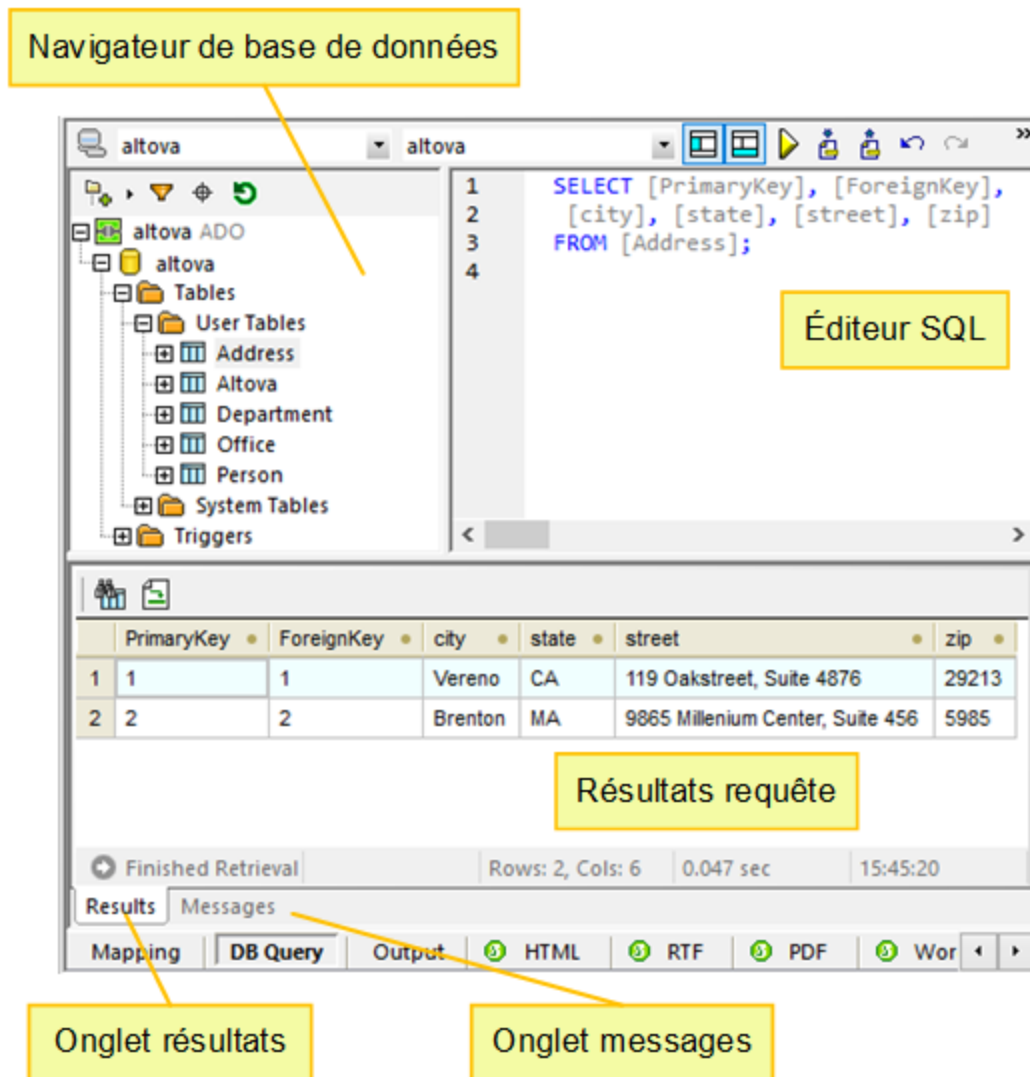 Navigateur de base de données
altova altova »
1 SELECT [PrimaryKey], [ForeignKey],
2 [city], [state], [street], [zip]
3 FROM [Address];
4
altova ADO
altova
Tables
User Tables
Address
Altova
Department
Office
Person
System Tables
Triggers
Éditeur SQL
PrimaryKey ForeignKey city state street zip
1 1 1 Vereno CA 119 Oakstreet, Suite 4876 29213
2 2 2 Brenton MA 9865 Millenium Center, Suite 456 5985
Résultats requête
Finished Retrieval Rows: 2, Cols: 6 0.047 sec 15:45:20
Results Messages
Mapping DB Query Output HTML RTF PDF Wor
Onglet résultats
Onglet messages